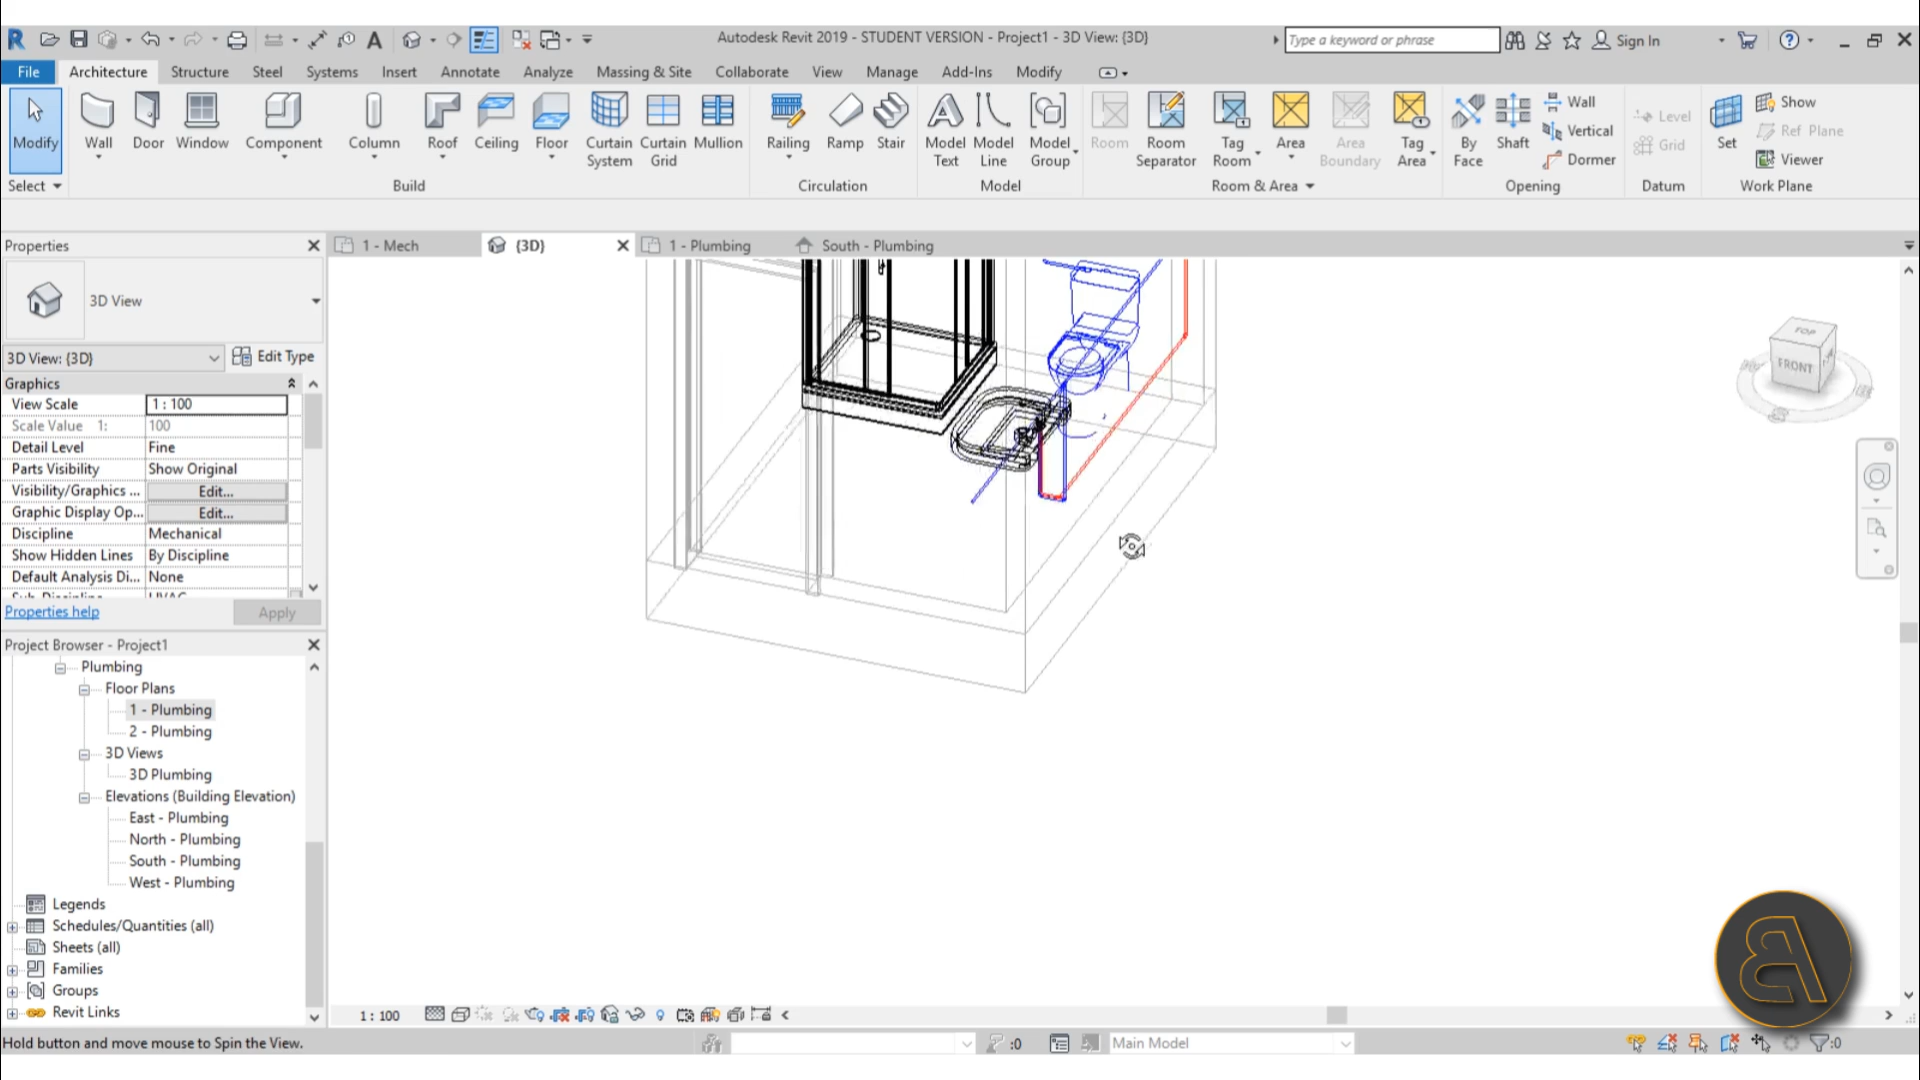 Autodesk Revit 2019 - STUDENT VERSION - Project1 - 3D View: {3D}
Type a keyword or phrase
Sign In
File Architecture Structure Steel Systems Insert Annotate Analyze Massing & Site Collaborate View Manage Add-Ins Modify
Modify Wall Door Window Component Column Roof Ceiling Floor Curtain System Curtain Grid Mullion Railing Ramp Stair Model Text Model Line Model Group Room Room Separator Tag Room Area Area Boundary Tag Area By Face Shaft
Wall
Vertical
Dormer
Level
Grid
Set
Show
Ref Plane
Viewer
Select Build Circulation Model Room & Area Opening Datum Work Plane
Properties
1 - Mech {3D} 1 - Plumbing South - Plumbing
3D View
3D View: {3D} Edit Type
Graphics
View Scale 1 : 100
Scale Value 1: 100
Detail Level Fine
Parts Visibility Show Original
Visibility/Graphics ... Edit...
Graphic Display Op... Edit...
Discipline Mechanical
Show Hidden Lines By Discipline
Default Analysis Di... None
Properties help Apply
Project Browser - Project1
Plumbing
Floor Plans
1 - Plumbing
2 - Plumbing
3D Views
3D Plumbing
Elevations (Building Elevation)
East - Plumbing
North - Plumbing
South - Plumbing
West - Plumbing
Legends
Schedules/Quantities (all)
Sheets (all)
Families
Groups
Revit Links
TOP
FRONT
1 : 100
Hold button and move mouse to Spin the View.
:0
Main Model
:0